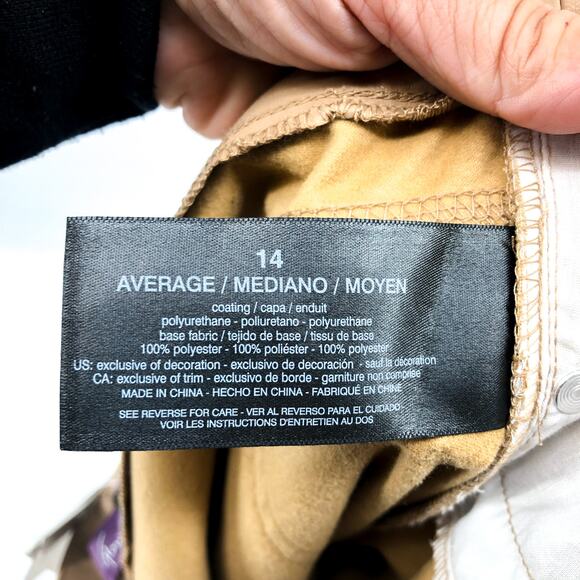 14
AVERAGE / MEDIANO / MOYEN
coating / capa / enduit
polyurethane - poliuretano - polyurethane
base fabric / tejido de base / tissu de base
100% polyester - 100% poliéster - 100% polyester
US: exclusive of decoration - exclusivo de decoración - sauf la décoration
CA: exclusive of trim - exclusivo de borde - garniture non comprise
MADE IN CHINA - HECHO EN CHINA - FABRIQUÉ EN CHINE
SEE REVERSE FOR CARE - VER AL REVERSO PARA EL CUIDADO
VOIR LES INSTRUCTIONS D'ENTRETIEN AU DOS